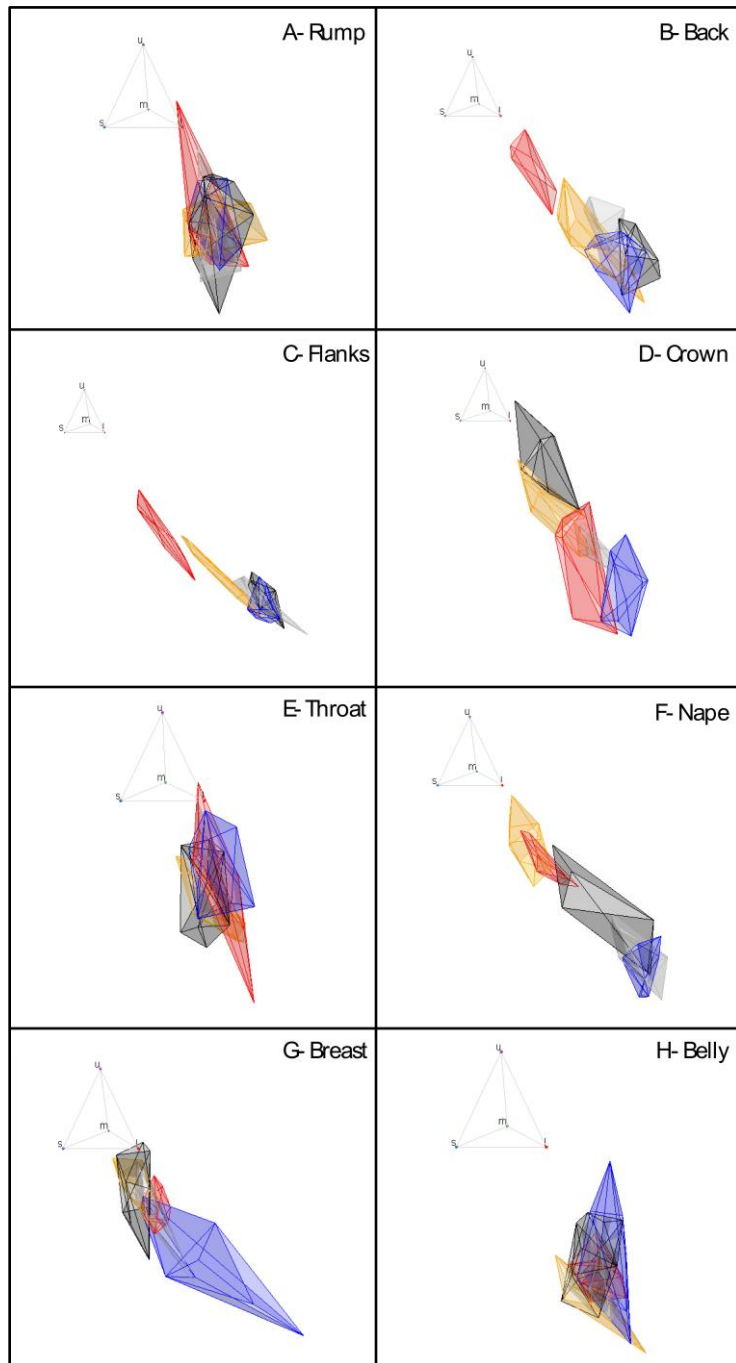 A- Rump
u
m
s
B- Back
u
m
s
l
C- Flanks
u
m
s
l
D- Crown
u
m
s
l
E- Throat
u
m
s
F- Nape
u
m
s
l
G- Breast
u
m
s
l
H- Belly
u
m
s
l